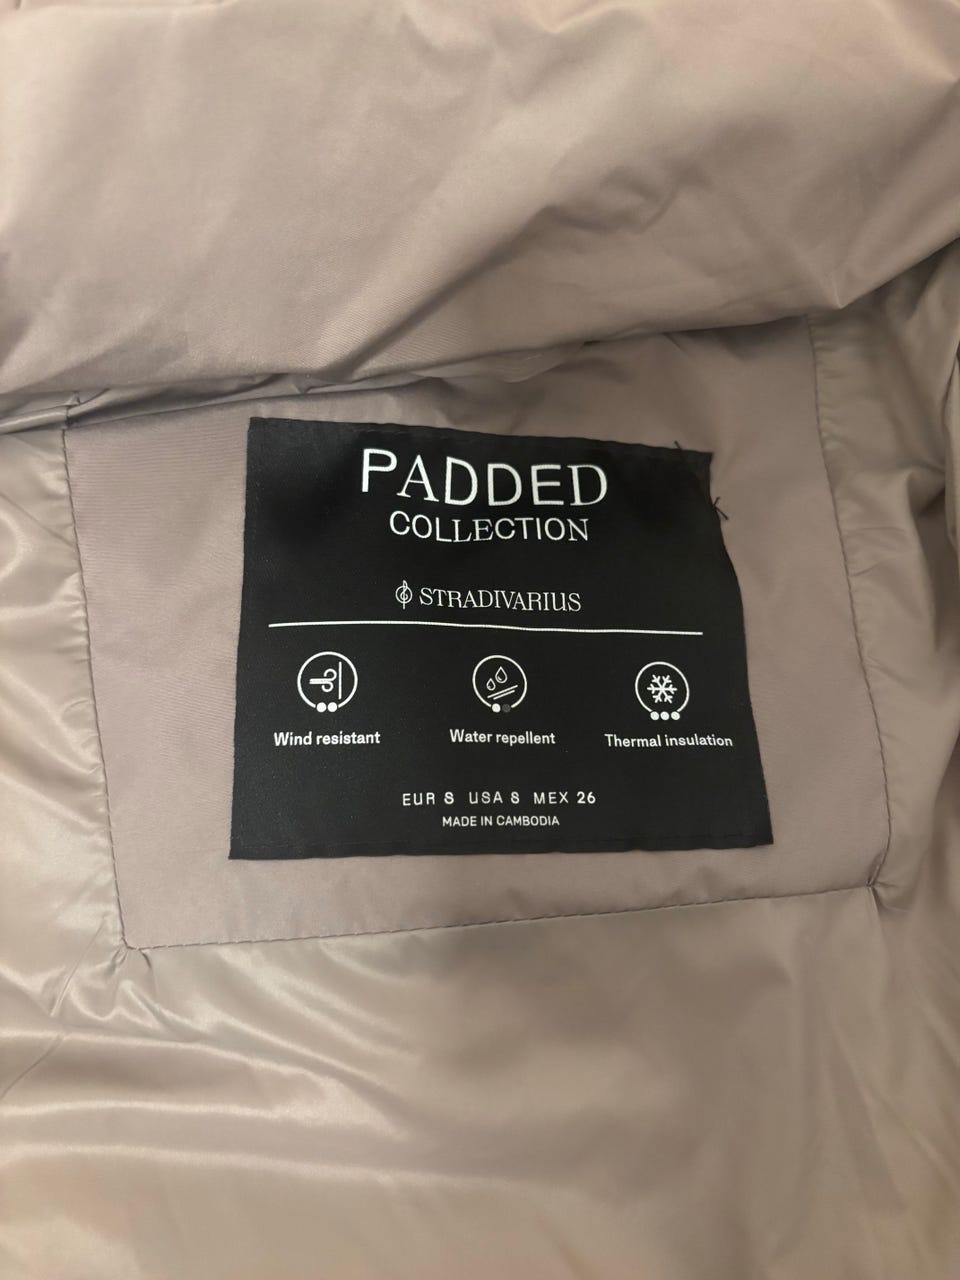 PADDED
COLLECTION
STRADIVARIUS
Wind resistant
Water repellent
Thermal insulation
EUR S USA S MEX 26
MADE IN CAMBODIA